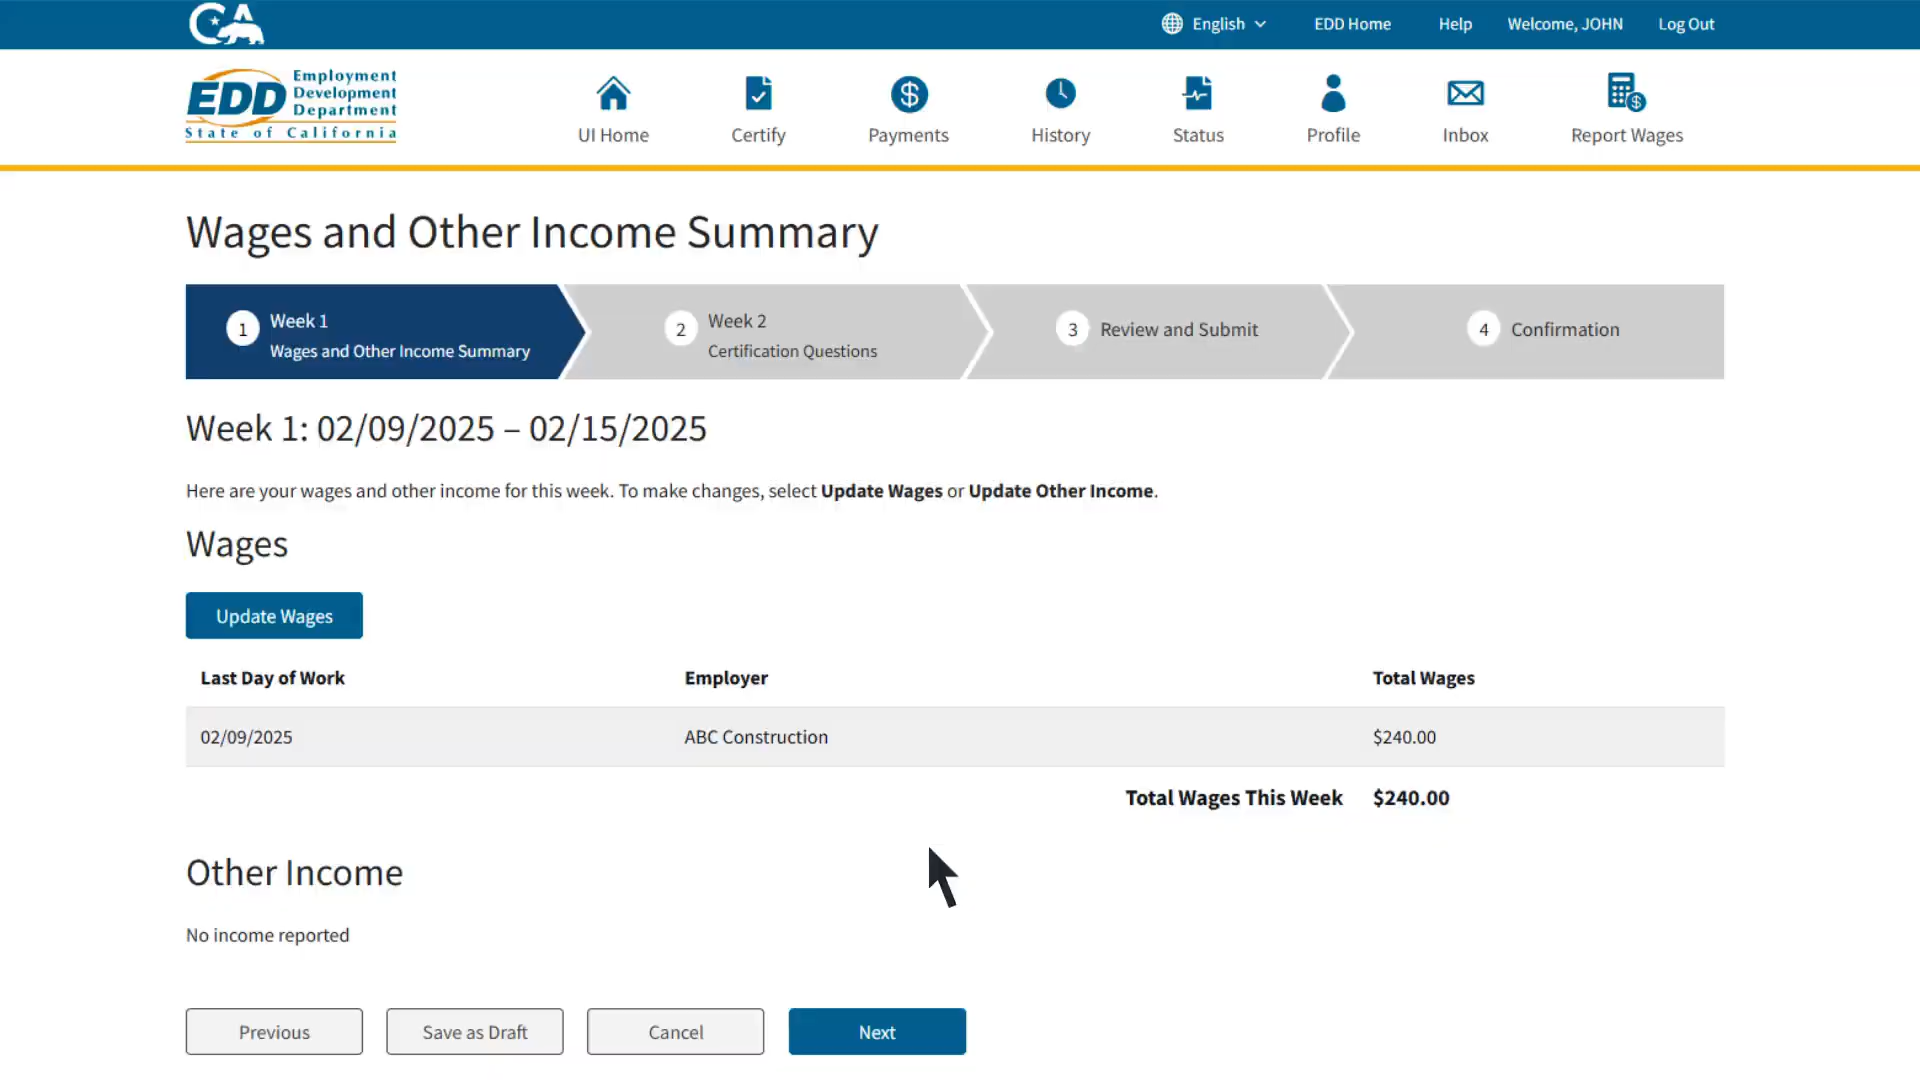 CA
English
EDD Home
Help
Welcome, JOHN
Log Out
EDD
Employment
Development
Department
State of California
UI Home
Certify
Payments
History
Status
Profile
Inbox
Report Wages
Wages and Other Income Summary
1
Week 1
Wages and Other Income Summary
2
Week 2
Certification Questions
3 Review and Submit
4 Confirmation
Week 1: 02/09/2025 – 02/15/2025
Here are your wages and other income for this week. To make changes, select Update Wages or Update Other Income.
Wages
Update Wages
Last Day of Work Employer Total Wages
02/09/2025 ABC Construction $240.00
Total Wages This Week $240.00
Other Income
No income reported
Previous
Save as Draft
Cancel
Next